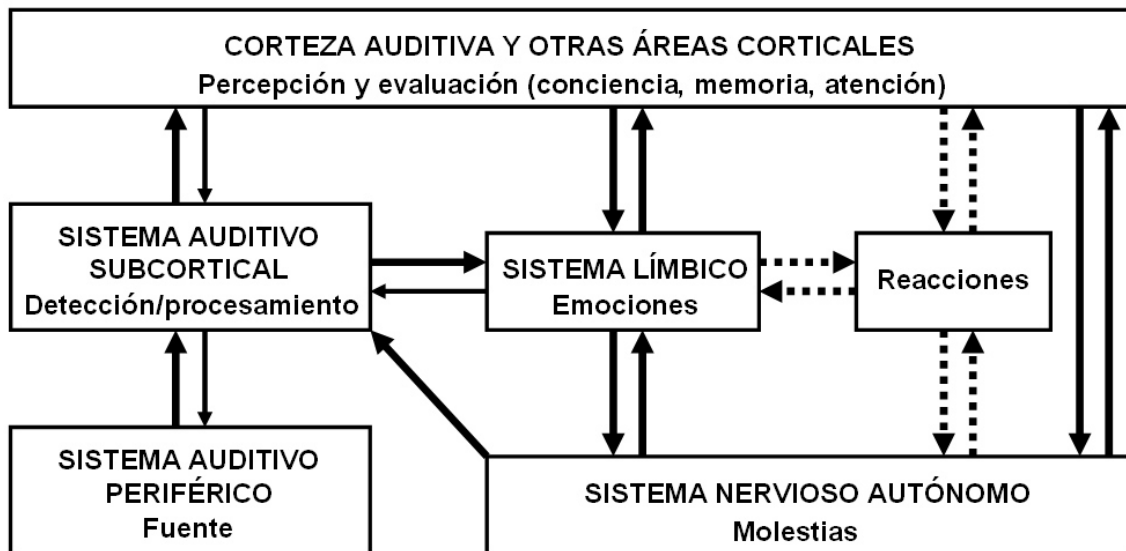 CORTEZA AUDITIVA Y OTRAS ÁREAS CORTICALES
Percepción y evaluación (conciencia, memoria, atención)
SISTEMA AUDITIVO
SUBCORTICAL
Detección/procesamiento
SISTEMA LÍMBICO
Emociones
Reacciones
SISTEMA AUDITIVO
PERIFÉRICO
Fuente
SISTEMA NERVIOSO AUTÓNOMO
Molestias